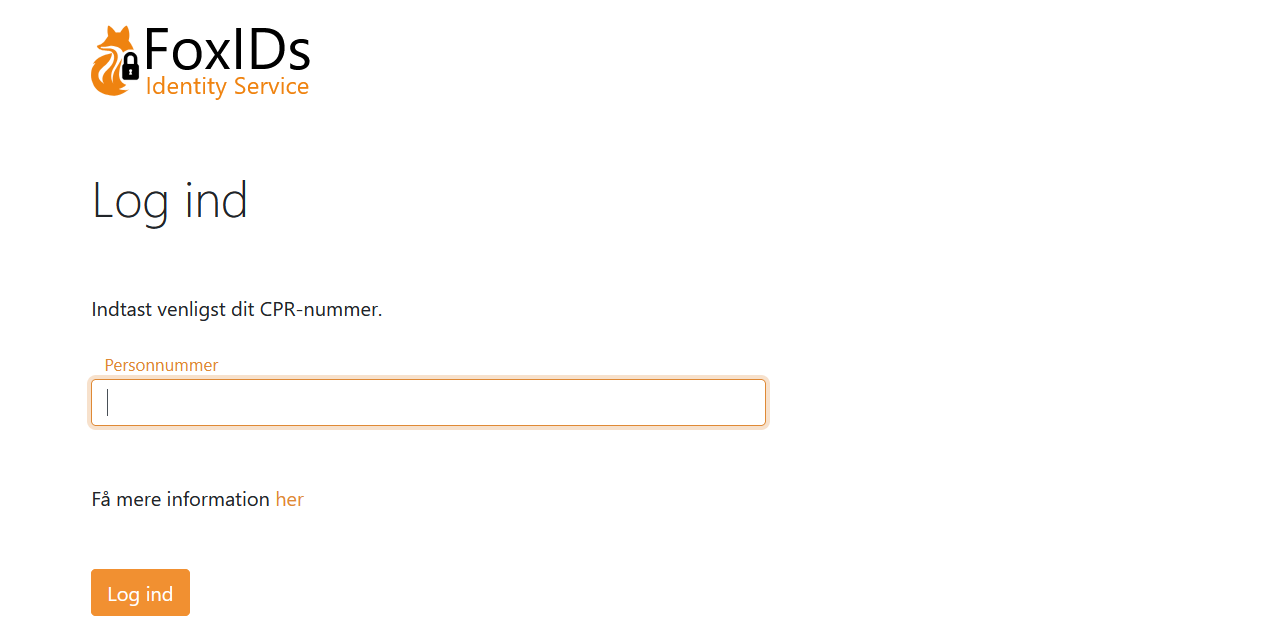 FoxIDs
Identity Service
Log ind
Indtast venligst dit CPR-nummer.
Personnummer
Få mere information her
Log ind